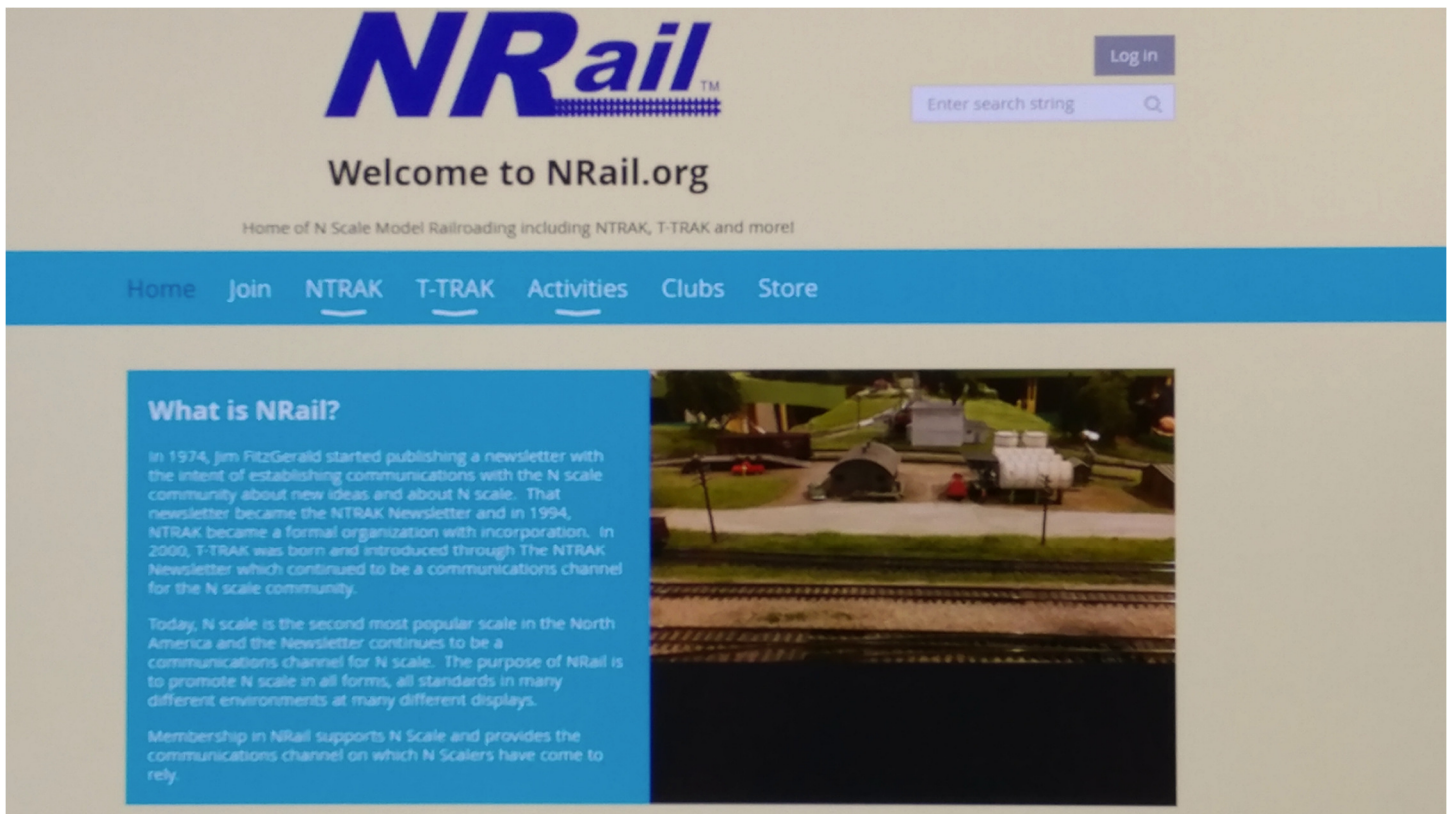 NRail™
Log in
Enter search string
Welcome to NRail.org
Home of N Scale Model Railroading including NTRAK, T-TRAK and more!
Home Join NTRAK T-TRAK Activities Clubs Store
What is NRail?
In 1974, Jim FitzGerald started publishing a newsletter with
the intent of establishing communications with the N scale
community about new ideas and about N scale. That
newsletter became the NTRAK Newsletter and in 1994,
NTRAK became a formal organization with incorporation. In
2000, T-TRAK was born and introduced through The NTRAK
Newsletter which continued to be a communications channel
for the N scale community.
Today, N scale is the second most popular scale in the North
America and the Newsletter continues to be a
communications channel for N scale. The purpose of NRail is
to promote N scale in all forms, all standards in many
different environments at many different displays.
Membership in NRail supports N Scale and provides the
communications channel on which N Scalers have come to
rely.